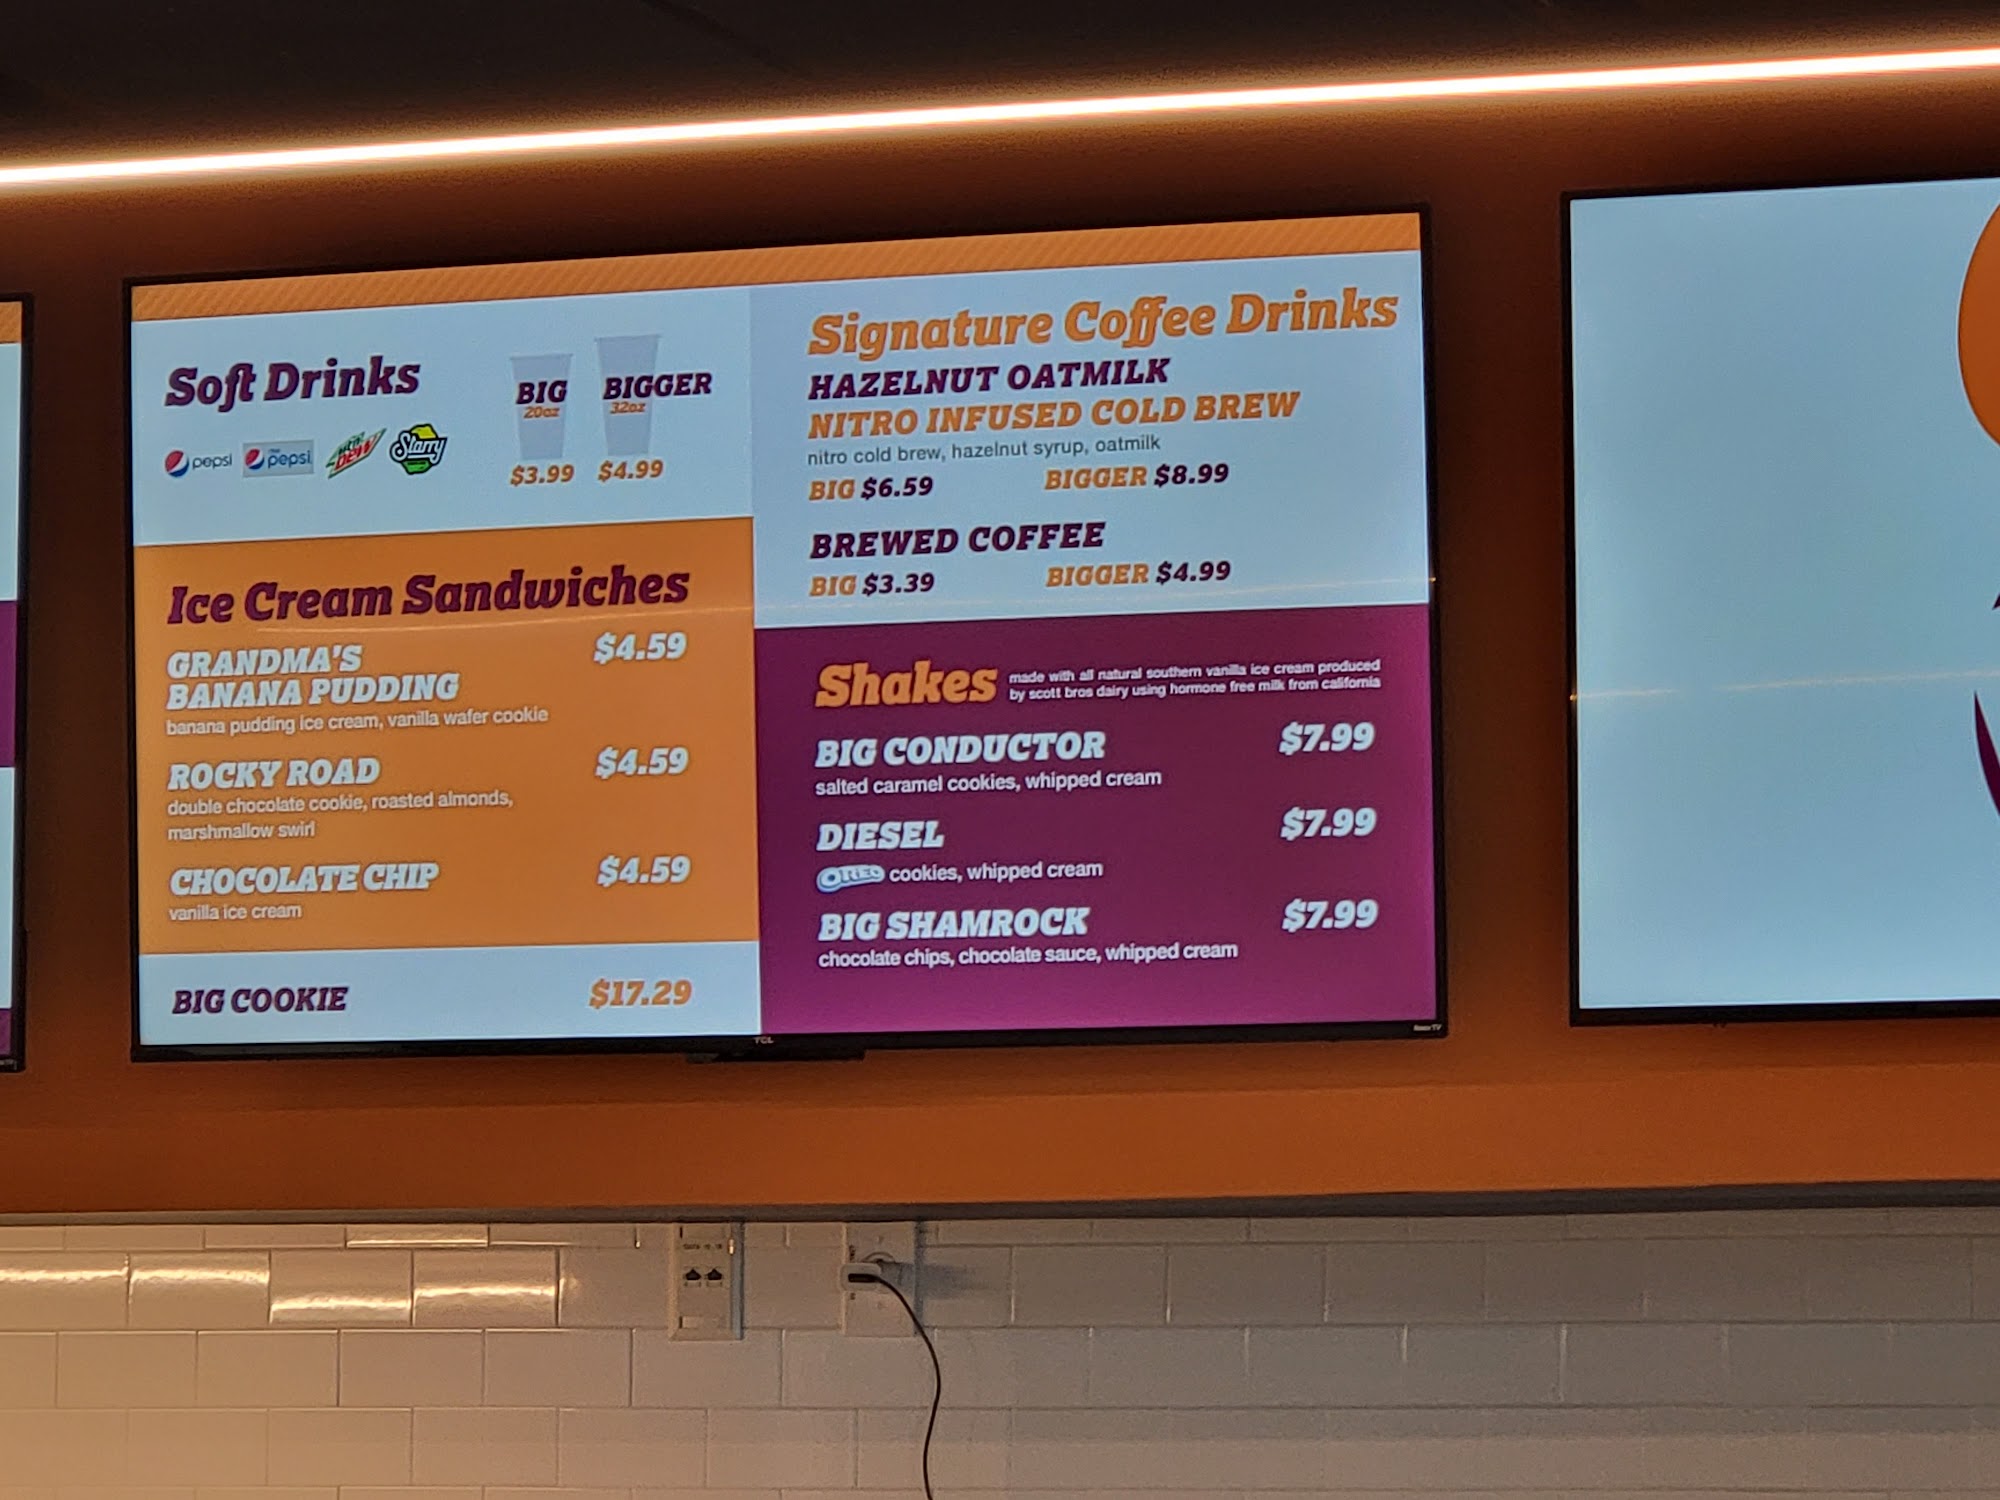 Soft Drinks
pepsi
pepsi
mtn DEW
Starry
BIG
20oz
$3.99
BIGGER
32oz
$4.99
Ice Cream Sandwiches
GRANDMA'S
BANANA PUDDING $4.59
banana pudding ice cream, vanilla wafer cookie
ROCKY ROAD $4.59
double chocolate cookie, roasted almonds,
marshmallow swirl
CHOCOLATE CHIP $4.59
vanilla ice cream
BIG COOKIE $17.29
Signature Coffee Drinks
HAZELNUT OATMILK
NITRO INFUSED COLD BREW
nitro cold brew, hazelnut syrup, oatmilk
BIG $6.59 BIGGER $8.99
BREWED COFFEE
BIG $3.39 BIGGER $4.99
Shakes
made with all natural southern vanilla ice cream produced
by scott bros dairy using hormone free milk from california
BIG CONDUCTOR $7.99
salted caramel cookies, whipped cream
DIESEL $7.99
OREO cookies, whipped cream
BIG SHAMROCK $7.99
chocolate chips, chocolate sauce, whipped cream
TCL
Roku TV